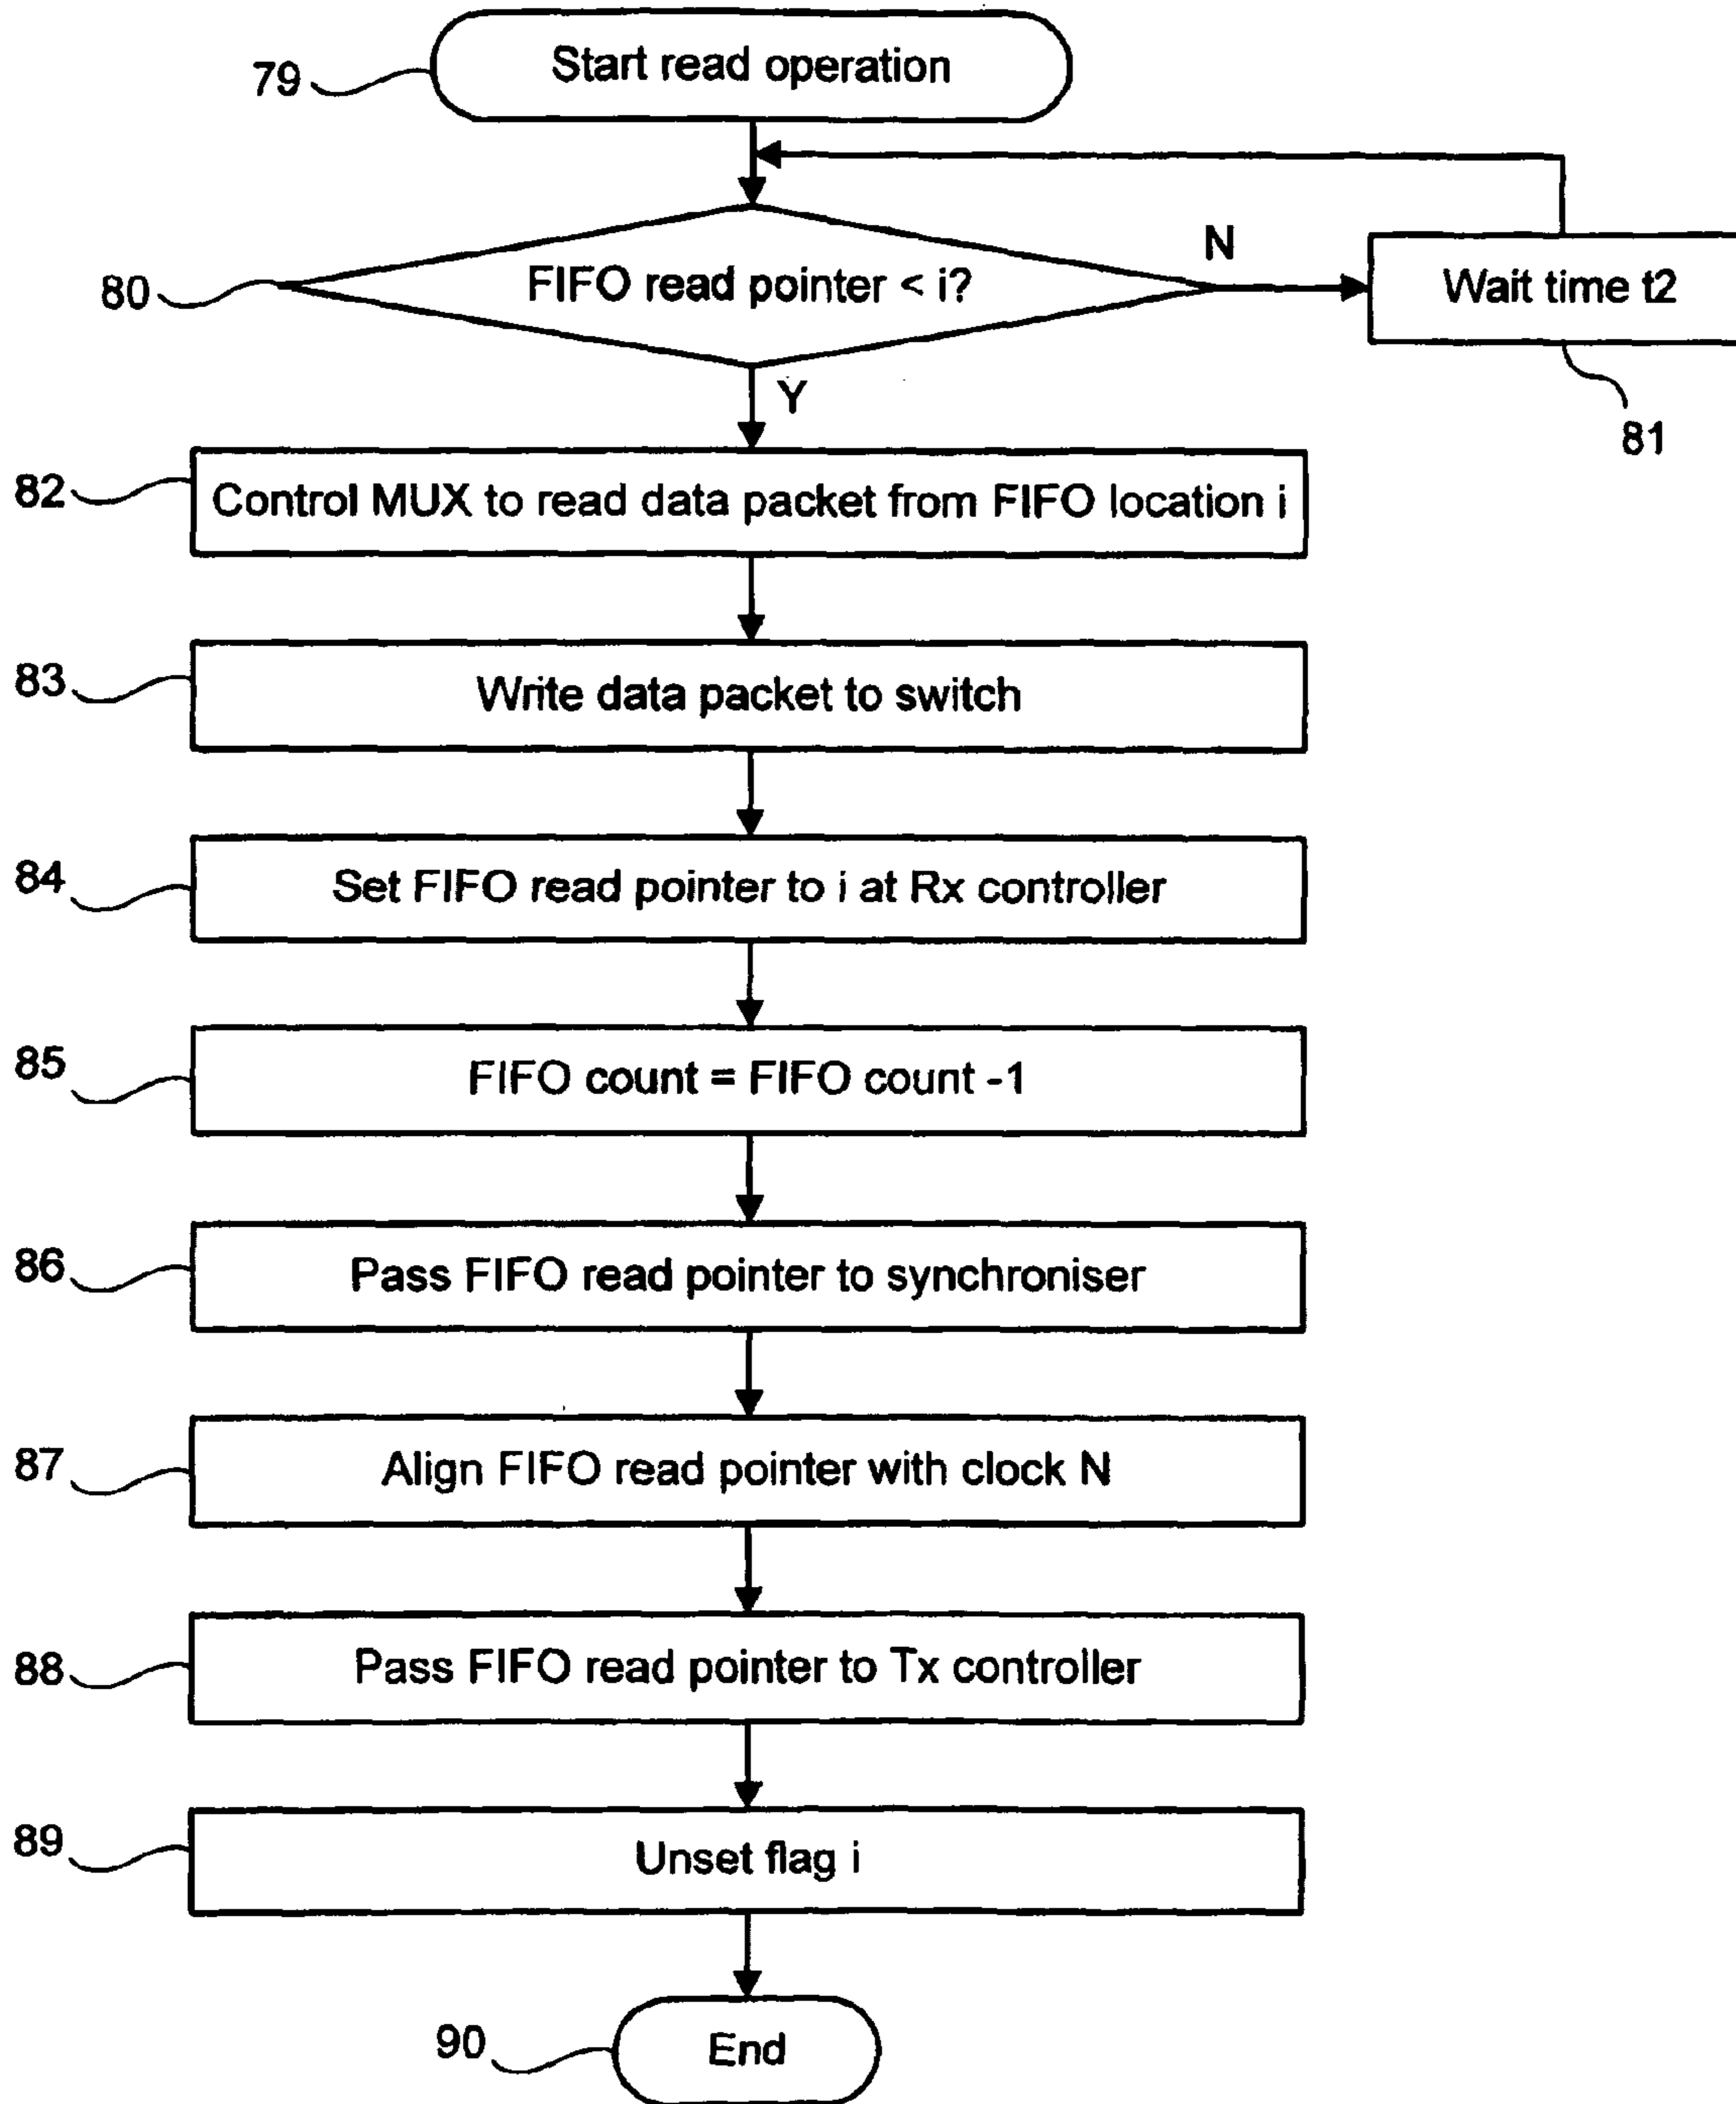 79
Start read operation
80
FIFO read pointer < i?
N
Wait time t2
81
Y
82
Control MUX to read data packet from FIFO location i
83
Write data packet to switch
84
Set FIFO read pointer to i at Rx controller
85
FIFO count = FIFO count -1
86
Pass FIFO read pointer to synchroniser
87
Align FIFO read pointer with clock N
88
Pass FIFO read pointer to Tx controller
89
Unset flag i
90
End